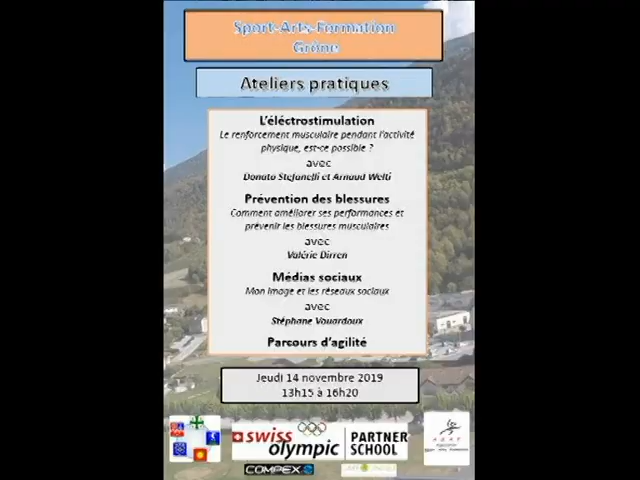 Sport-Arts-Formation
Grône
Ateliers pratiques
L'éléctrostimulation
Le renforcement musculaire pendant l'activité
physique, est-ce possible ?
avec
Donato Stefanelli et Arnaud Welti
Prévention des blessures
Comment améliorer ses performances et
prévenir les blessures musculaires
avec
Valérie Dirren
Médias sociaux
Mon image et les réseaux sociaux
avec
Stéphane Vouardoux
Parcours d'agilité
Jeudi 14 novembre 2019
13h15 à 16h20
swiss olympic PARTNER SCHOOL
COMPEX